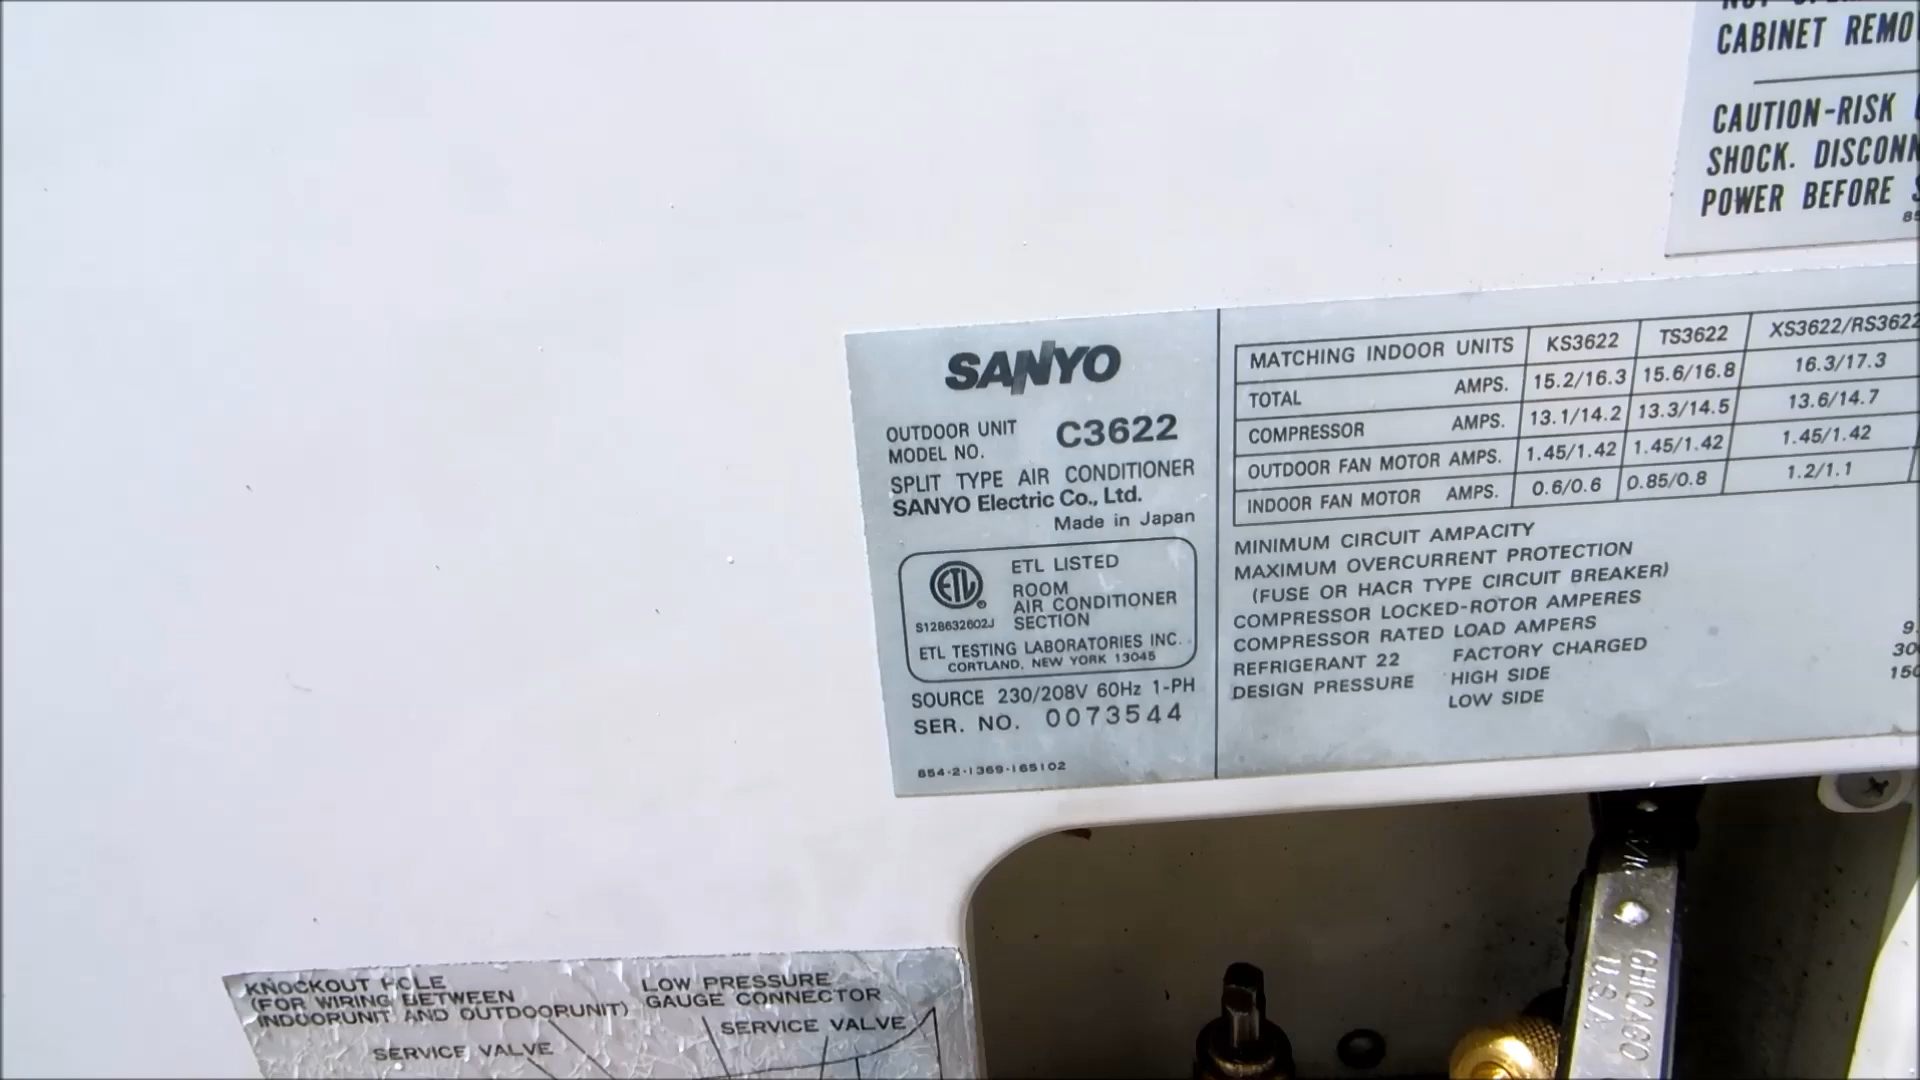 CABINET REMO
CAUTION-RISK
SHOCK. DISCONN
POWER BEFORE
SANYO
OUTDOOR UNIT
MODEL NO. C3622
SPLIT TYPE AIR CONDITIONER
SANYO Electric Co., Ltd.
Made in Japan
ETL
ETL LISTED
ROOM
AIR CONDITIONER
SECTION
S128632602J
ETL TESTING LABORATORIES INC.
CORTLAND, NEW YORK 13045
SOURCE 230/208V 60Hz 1-PH
SER. NO. 0073544
854-2-1369-165102
MATCHING INDOOR UNITS KS3622 TS3622 XS3622/RS3622
TOTAL AMPS. 15.2/16.3 15.6/16.8 16.3/17.3
COMPRESSOR AMPS. 13.1/14.2 13.3/14.5 13.6/14.7
OUTDOOR FAN MOTOR AMPS. 1.45/1.42 1.45/1.42 1.45/1.42
INDOOR FAN MOTOR AMPS. 0.6/0.6 0.85/0.8 1.2/1.1
MINIMUM CIRCUIT AMPACITY
MAXIMUM OVERCURRENT PROTECTION
(FUSE OR HACR TYPE CIRCUIT BREAKER)
COMPRESSOR LOCKED-ROTOR AMPERES
COMPRESSOR RATED LOAD AMPERS
REFRIGERANT 22 FACTORY CHARGED 9.
DESIGN PRESSURE HIGH SIDE 30
LOW SIDE 150
KNOCKOUT HOLE
(FOR WIRING BETWEEN
INDOORUNIT AND OUTDOORUNIT)
LOW PRESSURE
GAUGE CONNECTOR
SERVICE VALVE
SERVICE VALVE
CHICAGO
U.S.A.